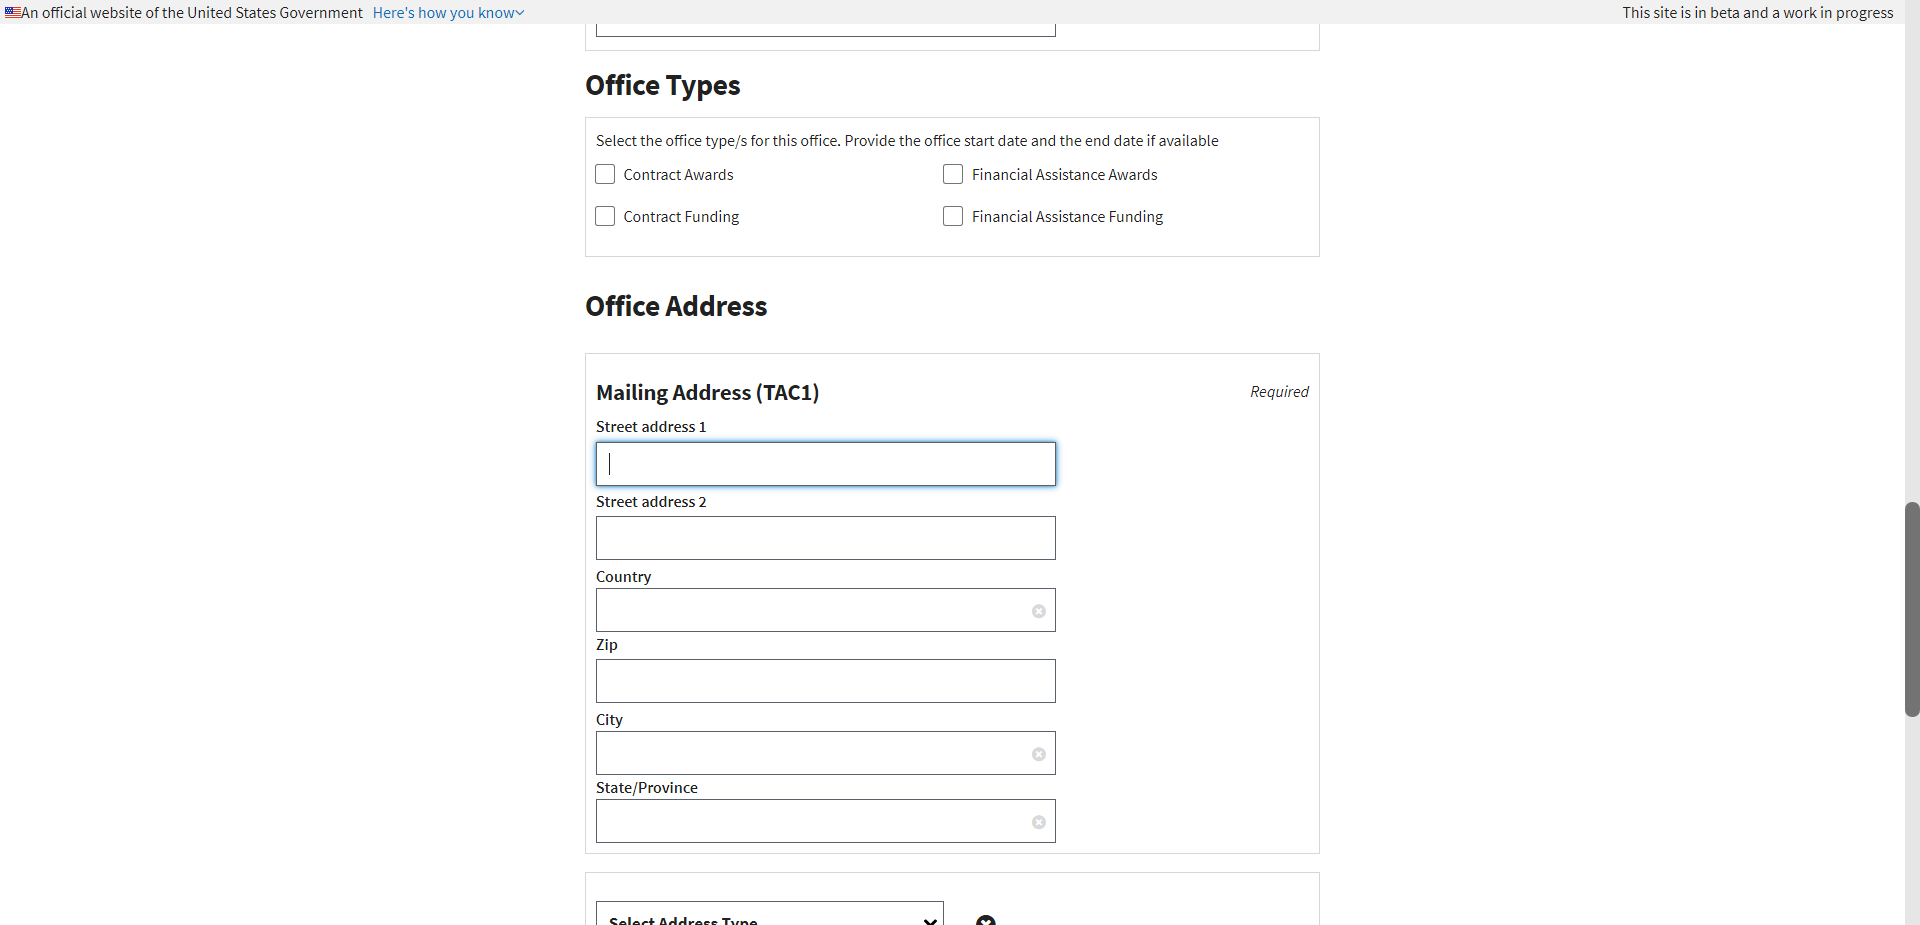 An official website of the United States Government Here's how you know
This site is in beta and a work in progress
Office Types
Select the office type/s for this office. Provide the office start date and the end date if available
Contract Awards
Financial Assistance Awards
Contract Funding
Financial Assistance Funding
Office Address
Mailing Address (TAC1)
Required
Street address 1
Street address 2
Country
Zip
City
State/Province
Select Address Type